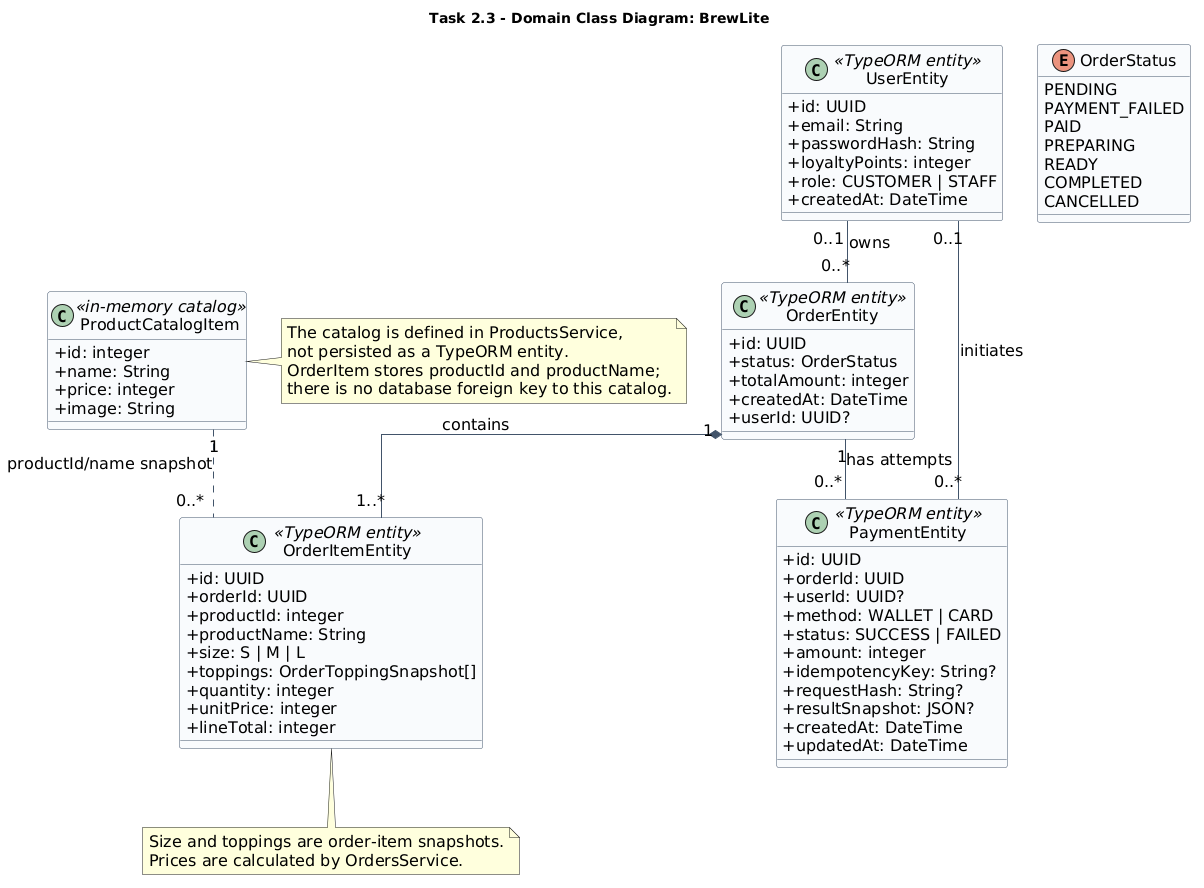 Task 2.3 - Domain Class Diagram: BrewLite
C
«TypeORM entity»
UserEntity
+id: UUID
+email: String
+passwordHash: String
+loyaltyPoints: integer
+role: CUSTOMER | STAFF
+createdAt: DateTime
E OrderStatus
PENDING
PAYMENT_FAILED
PAID
PREPARING
READY
COMPLETED
CANCELLED
0..1
owns
0..*
0..1
initiates
0..*
C
«in-memory catalog»
ProductCatalogItem
+id: integer
+name: String
+price: integer
+image: String
The catalog is defined in ProductsService,
not persisted as a TypeORM entity.
OrderItem stores productId and productName;
there is no database foreign key to this catalog.
C
«TypeORM entity»
OrderEntity
+id: UUID
+status: OrderStatus
+totalAmount: integer
+createdAt: DateTime
+userId: UUID?
contains
1
1..*
1
productId/name snapshot
0..*
1
has attempts
0..*
C
«TypeORM entity»
OrderItemEntity
+id: UUID
+orderId: UUID
+productId: integer
+productName: String
+size: S | M | L
+toppings: OrderToppingSnapshot[]
+quantity: integer
+unitPrice: integer
+lineTotal: integer
C
«TypeORM entity»
PaymentEntity
+id: UUID
+orderId: UUID
+userId: UUID?
+method: WALLET | CARD
+status: SUCCESS | FAILED
+amount: integer
+idempotencyKey: String?
+requestHash: String?
+resultSnapshot: JSON?
+createdAt: DateTime
+updatedAt: DateTime
Size and toppings are order-item snapshots.
Prices are calculated by OrdersService.